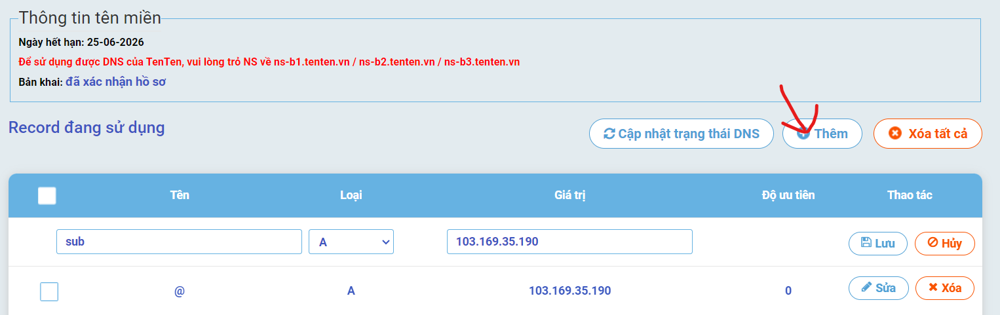 Thông tin tên miền
Ngày hết hạn: 25-06-2026
Để sử dụng được DNS của TenTen, vui lòng trỏ NS về ns-b1.tenten.vn / ns-b2.tenten.vn / ns-b3.tenten.vn
Bản khai: đã xác nhận hồ sơ
Record đang sử dụng
Cập nhật trạng thái DNS
Thêm
Xóa tất cả
Tên Loại Giá trị Độ ưu tiên Thao tác
sub A 103.169.35.190 Lưu Hủy
@ A 103.169.35.190 0 Sửa Xóa